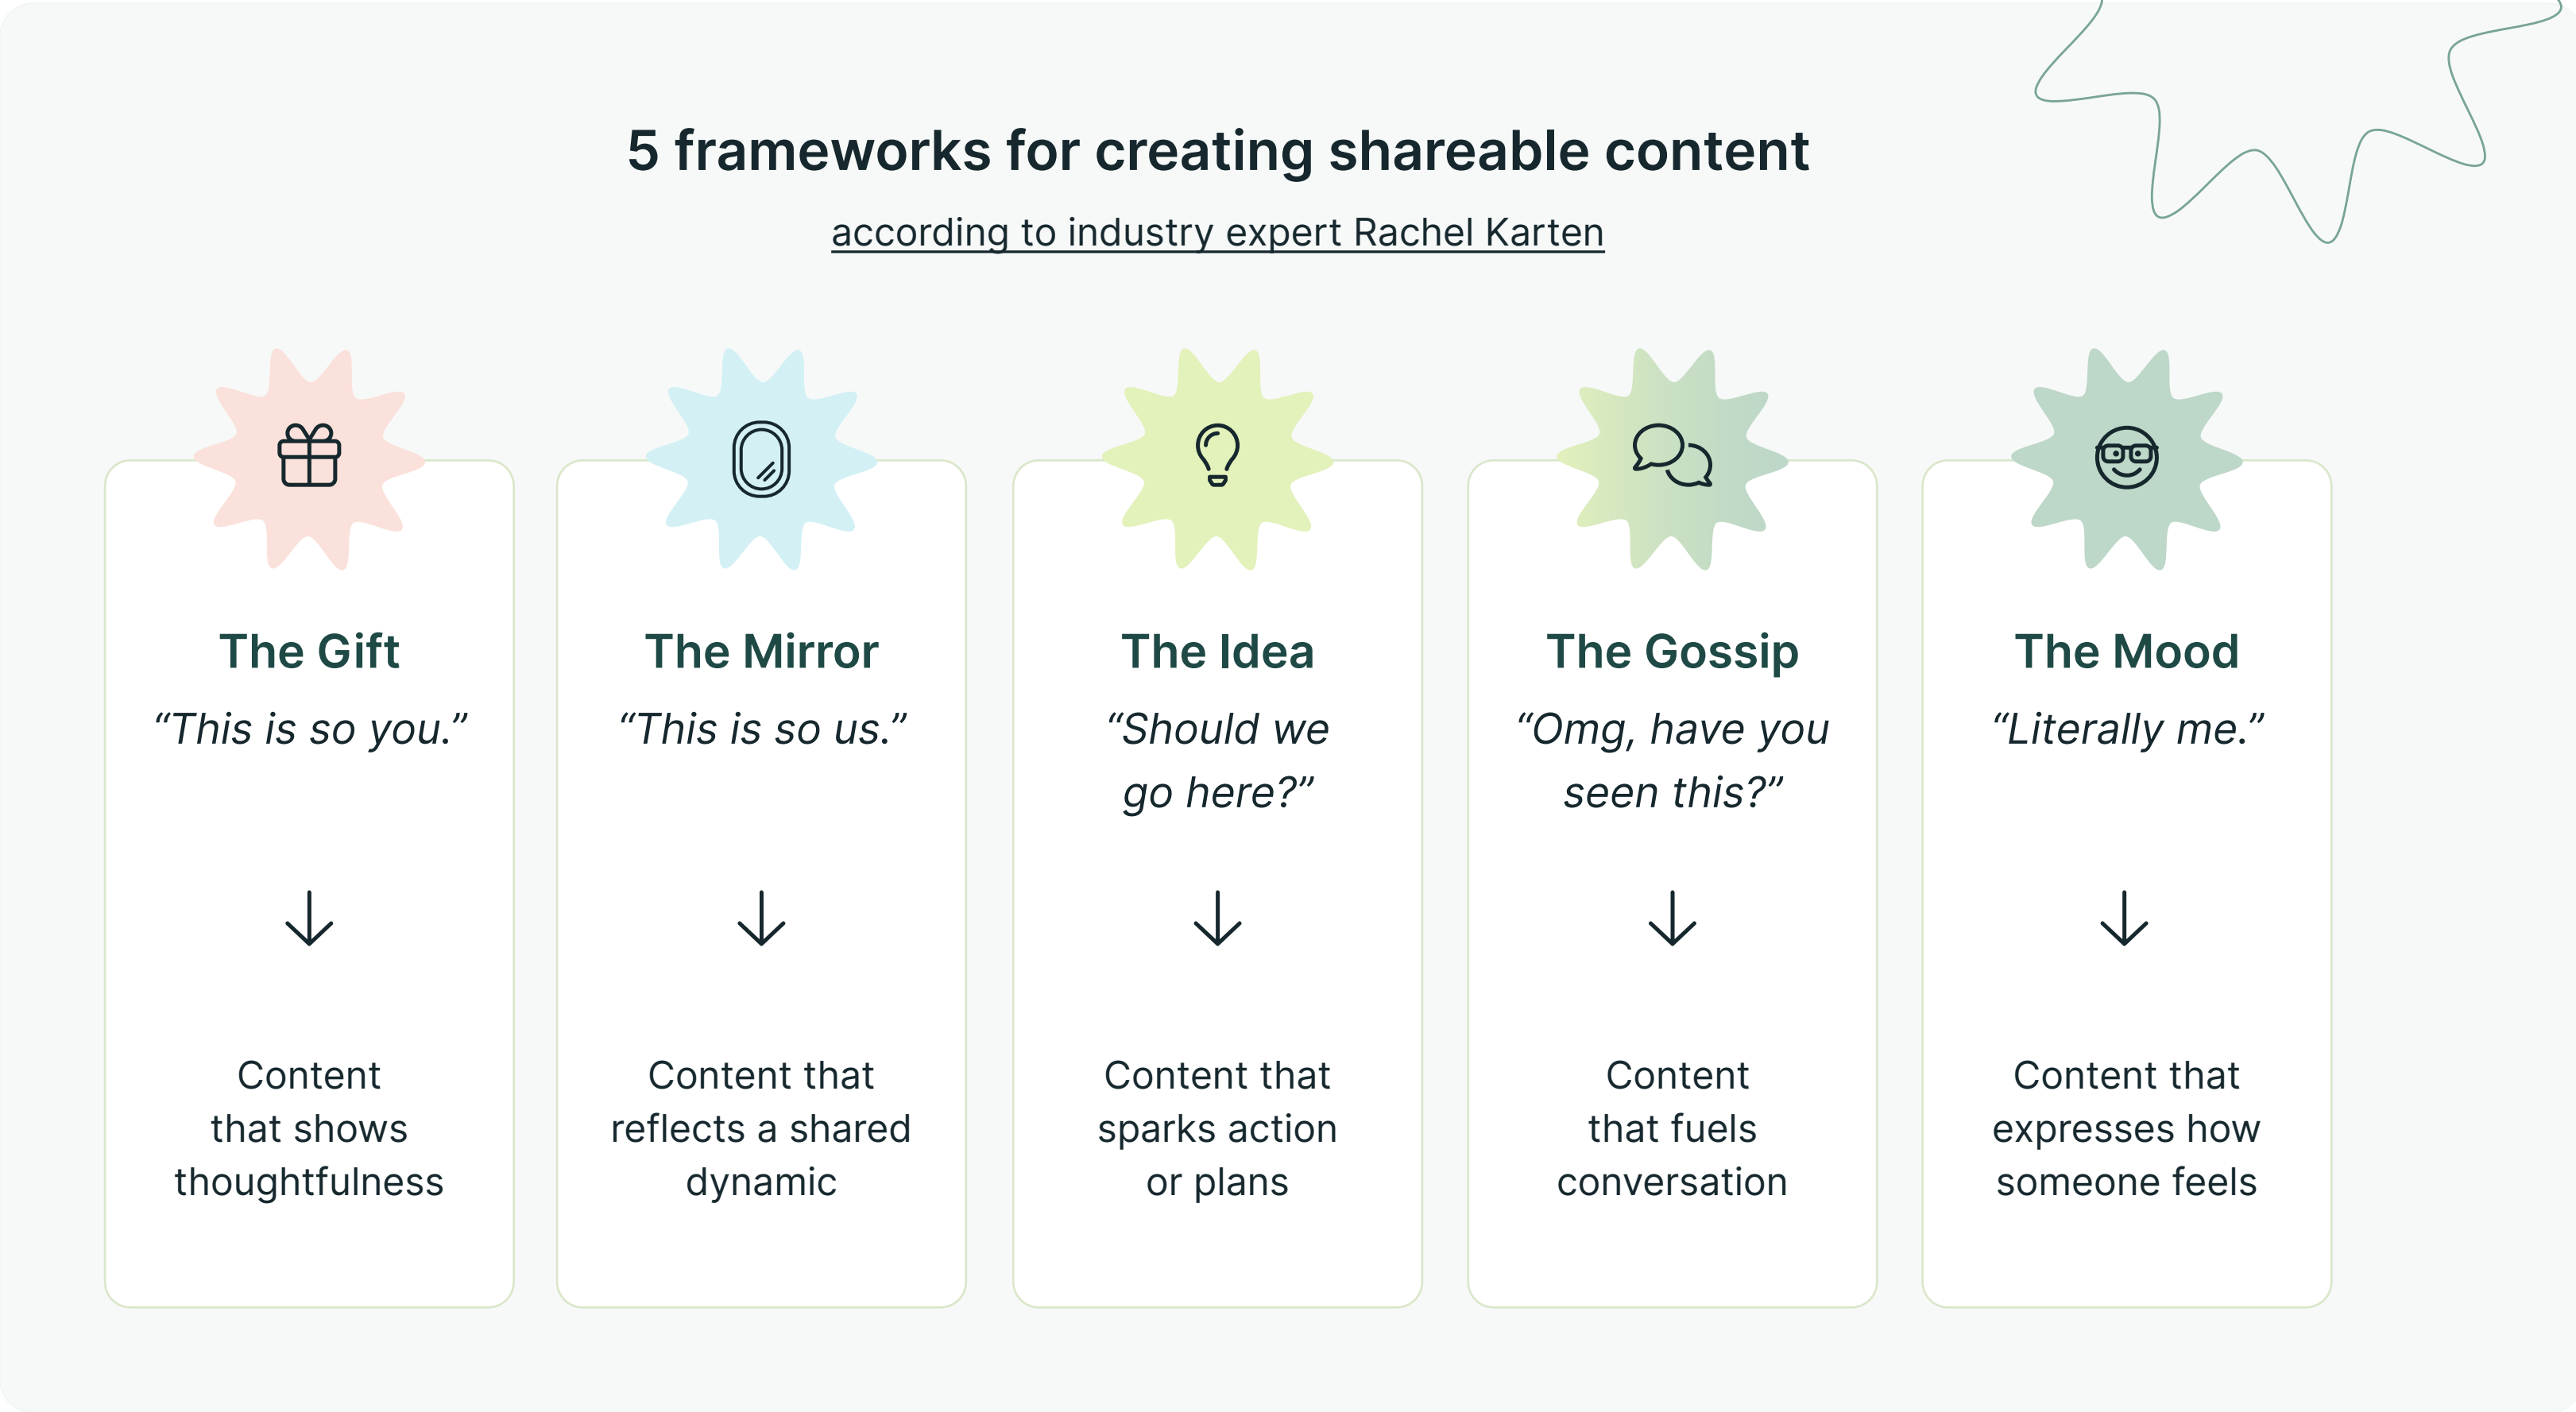 5 frameworks for creating shareable content
according to industry expert Rachel Karten
The Gift
“This is so you.”
Content
that shows
thoughtfulness
The Mirror
“This is so us.”
Content that
reflects a shared
dynamic
The Idea
“Should we
go here?”
Content that
sparks action
or plans
The Gossip
“Omg, have you
seen this?”
Content
that fuels
conversation
The Mood
“Literally me.”
Content that
expresses how
someone feels